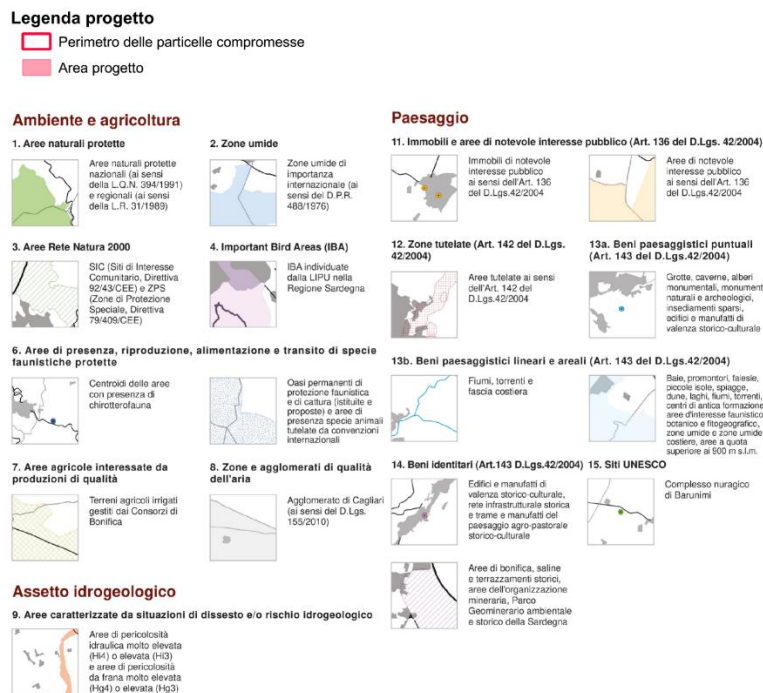 Legenda progetto
Perimetro delle particelle compromesse
Area progetto
Ambiente e agricoltura
1. Aree naturali protette
Aree naturali protette
nazionali (ai sensi
della L.Q.N. 394/1991)
e regionali (ai sensi
della L.R. 31/1989)
2. Zone umide
Zone umide di
importanza
internazionale (ai
sensi del D.P.R.
488/1976)
3. Aree Rete Natura 2000
SIC (Siti di Interesse
Comunitario, Direttiva
92/43/CEE) e ZPS
(Zone di Protezione
Speciale, Direttiva
79/409/CEE)
4. Important Bird Areas (IBA)
IBA individuate
dalla LIPU nella
Regione Sardegna
6. Aree di presenza, riproduzione, alimentazione e transito di specie
faunistiche protette
Centroidi delle aree
con presenza di
chirotterofauna
Oasi permanenti di
protezione faunistica
e di cattura (istituite e
proposte) e aree di
presenza specie animali
tutelate da convenzioni
internazionali
7. Aree agricole interessate da
produzioni di qualità
Terreni agricoli irrigati
gestiti dai Consorzi di
Bonifica
8. Zone e agglomerati di qualità
dell'aria
Agglomerato di Cagliari
(ai sensi del D.Lgs.
155/2010)
Assetto idrogeologico
9. Aree caratterizzate da situazioni di dissesto e/o rischio idrogeologico
Aree di pericolosità
idraulica molto elevata
(Hi4) o elevata (Hi3)
e aree di pericolosità
da frana molto elevata
(Hg4) o elevata (Hg3)
Paesaggio
11. Immobili e aree di notevole interesse pubblico (Art. 136 del D.Lgs. 42/2004)
Immobili di notevole
interesse pubblico
ai sensi dell'Art. 136
del D.Lgs.42/2004
Aree di notevole
interesse pubblico
ai sensi dell'Art. 136
del D.Lgs.42/2004
12. Zone tutelate (Art. 142 del D.Lgs.
42/2004)
Aree tutelate ai sensi
dell'Art. 142 del
D.Lgs.42/2004
13a. Beni paesaggistici puntuali
(Art. 143 del D.Lgs.42/2004)
Grotte, caverne, alberi
monumentali, monument
naturali e archeologici,
insediamenti sparsi,
edifici e manufatti di
valenza storico-culturale
13b. Beni paesaggistici lineari e areali (Art. 143 del D.Lgs.42/2004)
Fiumi, torrenti e
fascia costiera
Baie, promontori, falesie,
piccole isole, spiagge,
dune, laghi, fiumi, torrenti,
centri di antica formazione
aree d'interesse faunistico
botanico e fitogeografico,
zone umide e zone umide
costiere, aree a quota
superiore ai 900 m s.l.m.
14. Beni identitari (Art.143 D.Lgs.42/2004)
Edifici e manufatti di
valenza storico-culturale,
rete infrastrutturale storica
e trame e manufatti del
paesaggio agro-pastorale
storico-culturale
15. Siti UNESCO
Complesso nuragico
di Barunimi
Aree di bonifica, saline
e terrazzamenti storici,
aree dell'organizzazione
mineraria, Parco
Geominerario ambientale
e storico della Sardegna